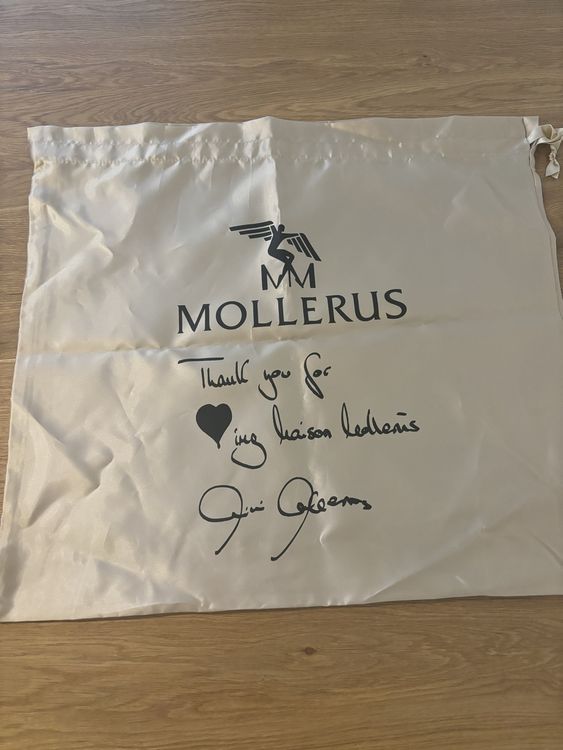 MM
MOLLERUS
Thank you for
♥ing Maison Mollerus